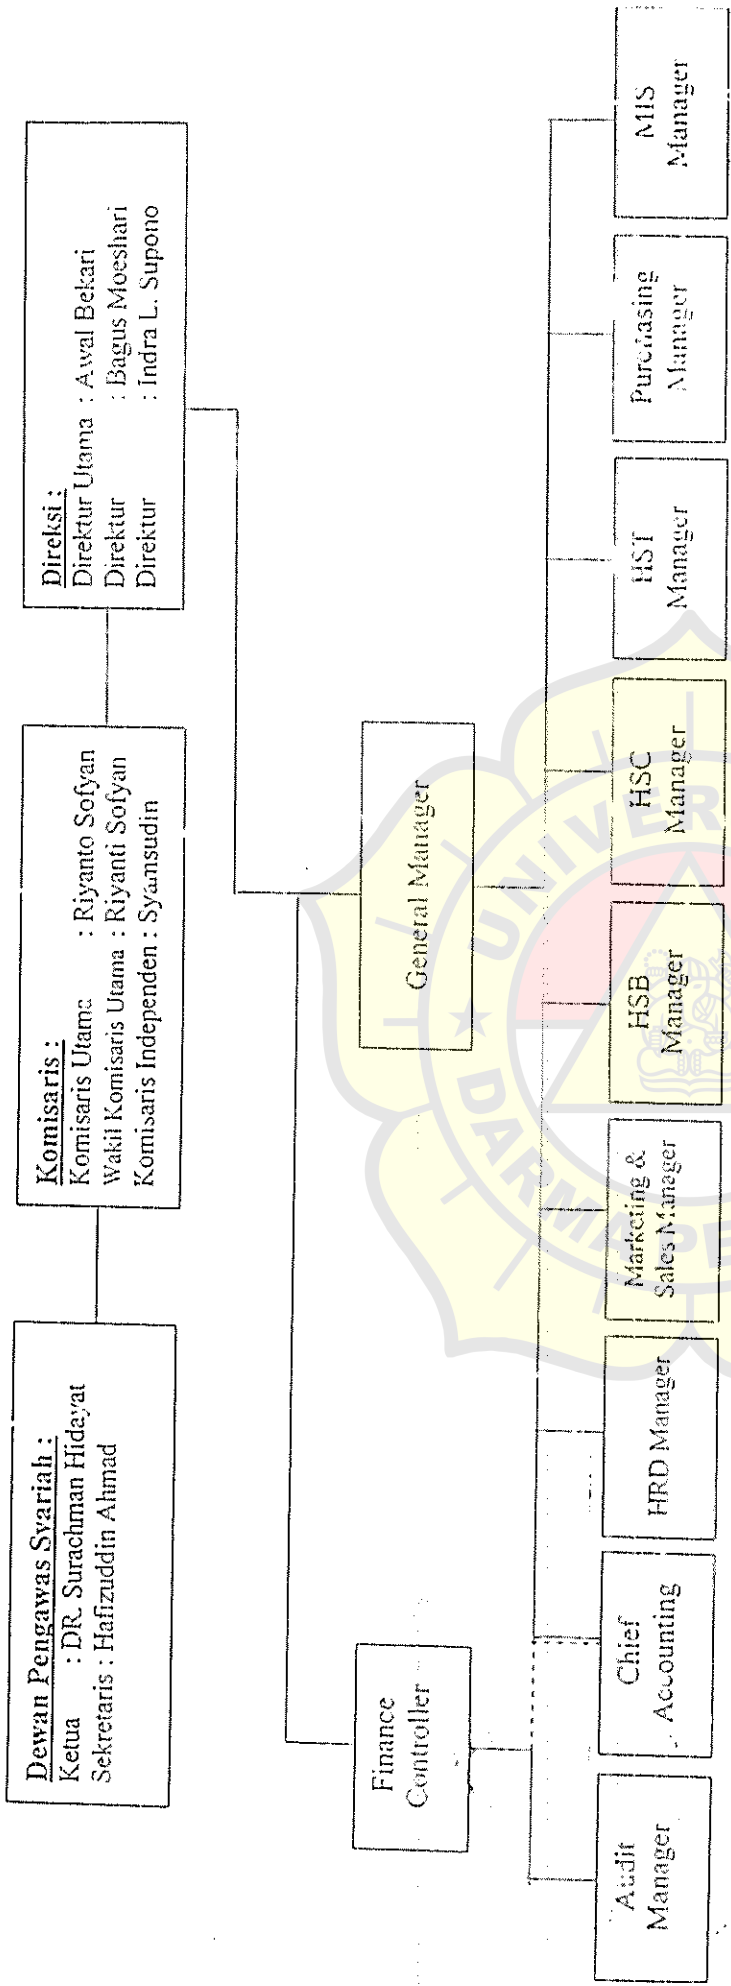 Dewan Pengawas Syariah :
Ketua : DR. Surachman Hidayat
Sekretaris : Hafizuddin Ahmad
Komisaris :
Komisaris Utama : Riyanto Sofyan
Wakil Komisaris Utama : Riyanti Sofyan
Komisaris Independen : Syamsudin
Direksi :
Direktur Utama : Awal Bekari
Direktur : Bagus Moeshari
Direktur : Indra L. Supono
Finance
Controller
General Manager
Audit
Manager
Chief
Accounting
HRD Manager
Marketing &
Sales Manager
HSB
Manager
HSC
Manager
HST
Manager
Purchasing
Manager
MIS
Manager
UNIVER
DARMA PE